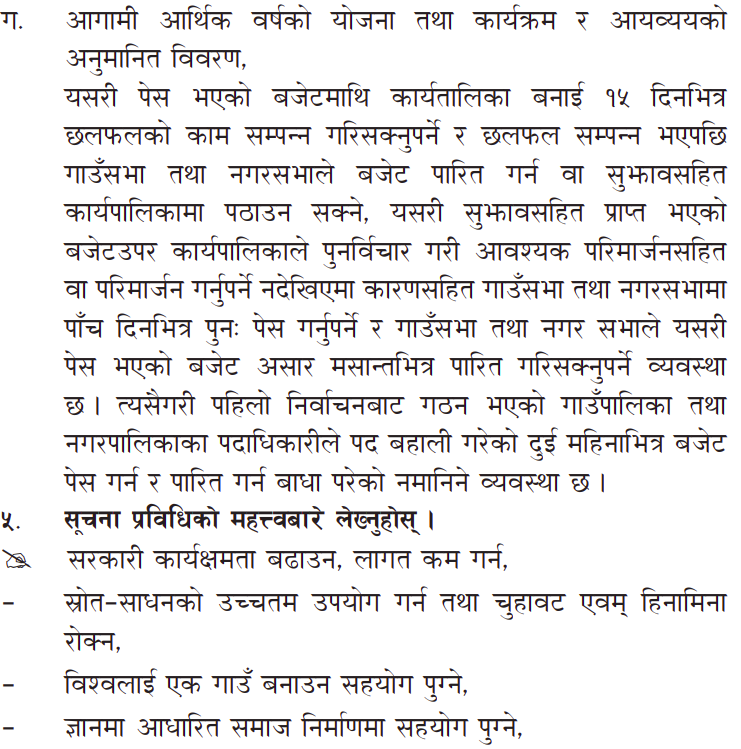 ग. आगामी आर्थिक वर्षको योजना तथा कार्यक्रम र आयव्ययको
अनुमानित विवरण,
यसरी पेस भएको बजेटमाथि कार्यतालिका बनाई १५ दिनभित्र
छलफलको काम सम्पन्न गरिसक्नुपर्ने र छलफल सम्पन्न भएपछि
गाउँसभा तथा नगरसभाले बजेट पारित गर्न वा सुझावसहित
कार्यपालिकामा पठाउन सक्ने, यसरी सुझावसहित प्राप्त भएको
बजेटउपर कार्यपालिकाले पुनर्विचार गरी आवश्यक परिमार्जनसहित
वा परिमार्जन गर्नुपर्ने नदेखिएमा कारणसहित गाउँसभा तथा नगरसभामा
पाँच दिनभित्र पुनः पेस गर्नुपर्ने र गाउँसभा तथा नगर सभाले यसरी
पेस भएको बजेट असार मसान्तभित्र पारित गरिसक्नुपर्ने व्यवस्था
छ । त्यसैगरी पहिलो निर्वाचनबाट गठन भएको गाउँपालिका तथा
नगरपालिकाका पदाधिकारीले पद बहाली गरेको दुई महिनाभित्र बजेट
पेस गर्न र पारित गर्न बाधा परेको नमानिने व्यवस्था छ ।
५. सूचना प्रविधिको महत्त्वबारे लेख्नुहोस् ।
सरकारी कार्यक्षमता बढाउन, लागत कम गर्न,
– स्रोत-साधनको उच्चतम उपयोग गर्न तथा चुहावट एवम् हिनामिना
रोक्न,
– विश्वलाई एक गाउँ बनाउन सहयोग पुग्ने,
– ज्ञानमा आधारित समाज निर्माणमा सहयोग पुग्ने,